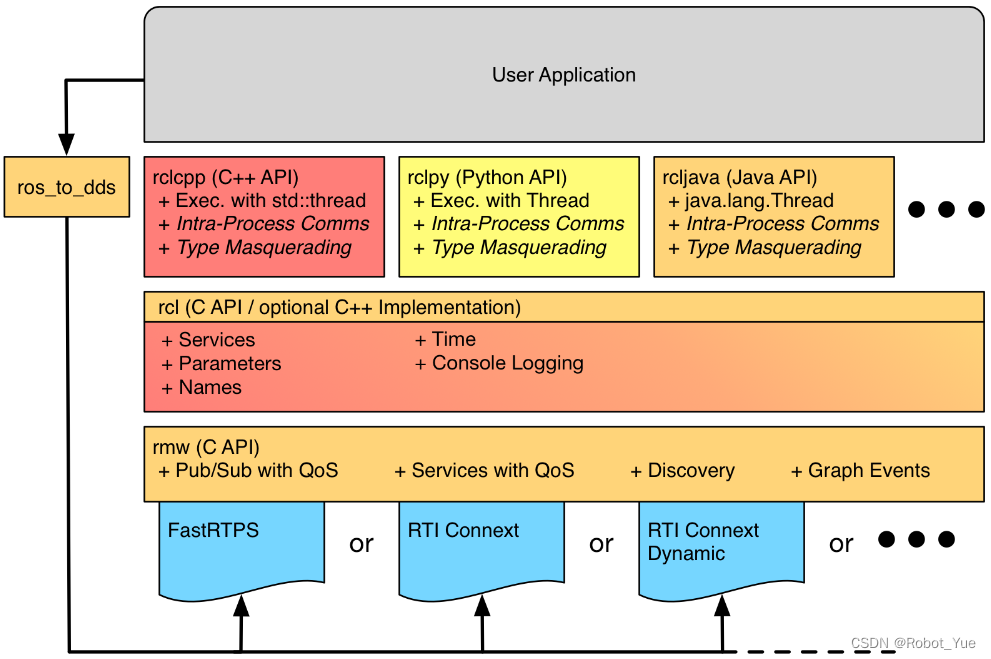 User Application
ros_to_dds
rclcpp (C++ API)
+ Exec. with std::thread
+ Intra-Process Comms
+ Type Masquerading
rclpy (Python API)
+ Exec. with Thread
+ Intra-Process Comms
+ Type Masquerading
rcljava (Java API)
+ java.lang.Thread
+ Intra-Process Comms
+ Type Masquerading
rcl (C API / optional C++ Implementation)
+ Services
+ Parameters
+ Names
+ Time
+ Console Logging
rmw (C API)
+ Pub/Sub with QoS
+ Services with QoS
+ Discovery
+ Graph Events
FastRTPS
or
RTI Connext
or
RTI Connext
Dynamic
or
CSDN @Robot_Yue